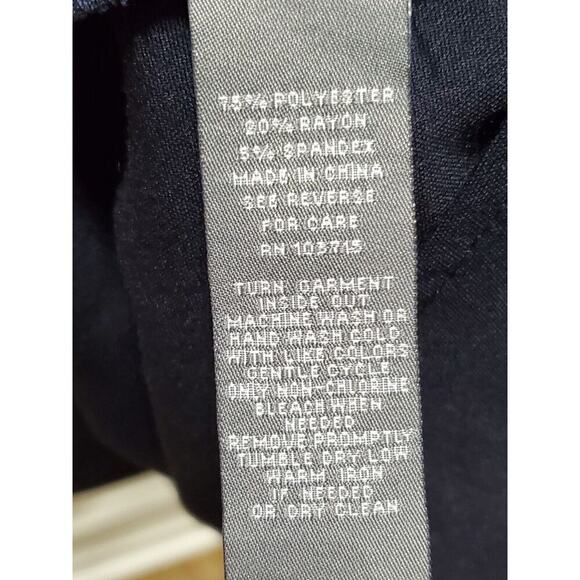 75% POLYESTER
20% RAYON
5% SPANDEX
MADE IN CHINA
SEE REVERSE
FOR CARE
RN 103715
TURN GARMENT
INSIDE OUT
MACHINE WASH OR
HAND WASH COLD
WITH LIKE COLORS
GENTLE CYCLE
ONLY NON-CHLORINE
BLEACH WHEN
NEEDED
REMOVE PROMPTLY
TUMBLE DRY LOW
WARM IRON
IF NEEDED
OR DRY CLEAN